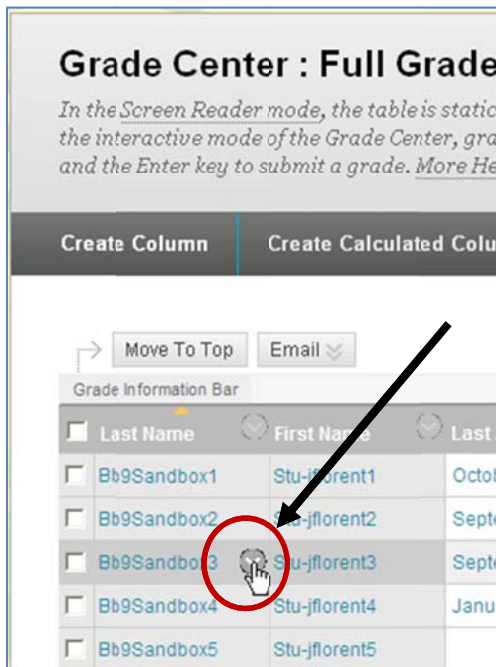 Grade Center : Full Grade
In the Screen Reader mode, the table is static
the interactive mode of the Grade Center, gra
and the Enter key to submit a grade. More He
Create Column Create Calculated Colu
Move To Top Email
Grade Information Bar
Last Name First Name Last
Bb9Sandbox1 Stu-jflorent1 Octob
Bb9Sandbox2 Stu-jflorent2 Septe
Bb9Sandbox3 Stu-jflorent3 Septe
Bb9Sandbox4 Stu-jflorent4 Janu
Bb9Sandbox5 Stu-jflorent5